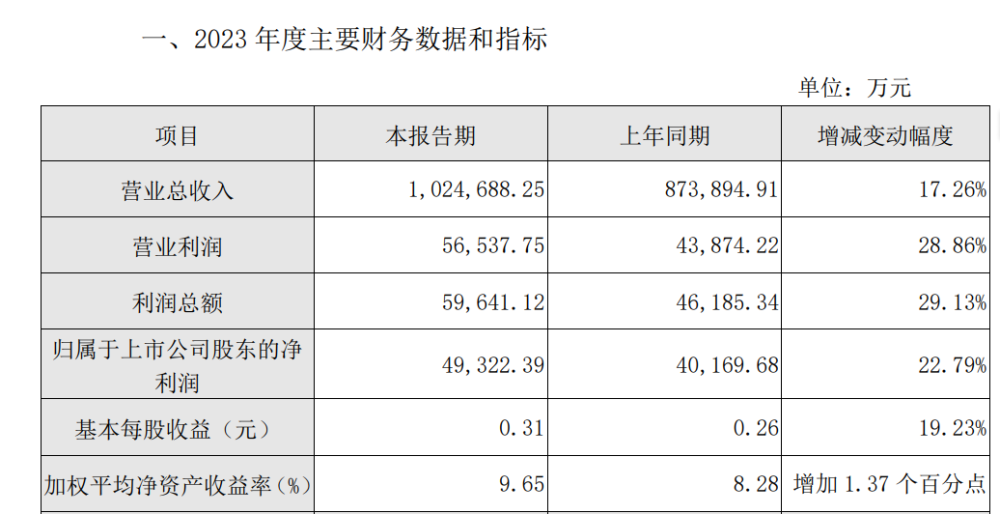 一、2023 年度主要财务数据和指标
单位：万元
项目 本报告期 上年同期 增减变动幅度
营业总收入 1,024,688.25 873,894.91 17.26%
营业利润 56,537.75 43,874.22 28.86%
利润总额 59,641.12 46,185.34 29.13%
归属于上市公司股东的净
利润 49,322.39 40,169.68 22.79%
基本每股收益（元） 0.31 0.26 19.23%
加权平均净资产收益率(%) 9.65 8.28 增加 1.37 个百分点